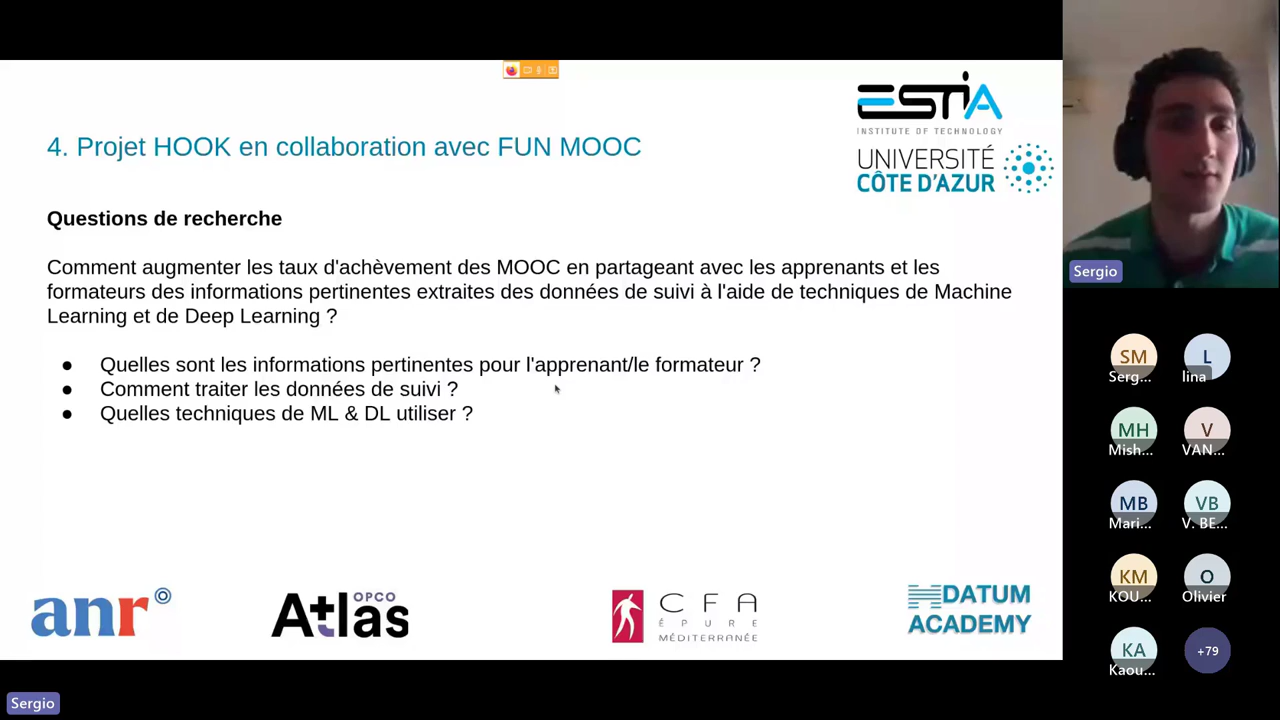 ESTIA
INSTITUTE OF TECHNOLOGY
UNIVERSITÉ
CÔTE D'AZUR
4. Projet HOOK en collaboration avec FUN MOOC
Questions de recherche
Comment augmenter les taux d'achèvement des MOOC en partageant avec les apprenants et les
formateurs des informations pertinentes extraites des données de suivi à l'aide de techniques de Machine
Learning et de Deep Learning ?
● Quelles sont les informations pertinentes pour l'apprenant/le formateur ?
● Comment traiter les données de suivi ?
● Quelles techniques de ML & DL utiliser ?
anr
OPCO
Atlas
CFA
ÉPURE
MÉDITERRANÉE
DATUM
ACADEMY
Sergio
Sergio
SM
Serg...
L
lina
MH
Mish...
V
VAN...
MB
Mari...
VB
V. BE...
KM
KOU...
O
Olivier
KA
Kaou...
+79